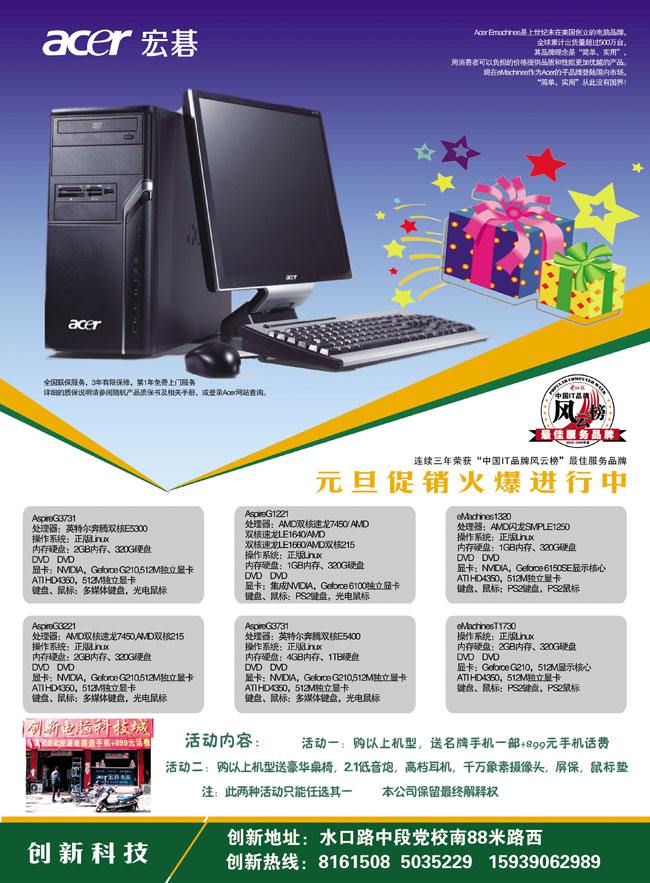 acer 宏碁
Acer Emachines是上世纪末在美国创立的电脑品牌,
全球累计出货量超过500万台,
其品牌理念是“简单、实用”,
用消费者可以负担的价格提供品质和性能更加优越的产品。
现在eMachines作为Acer的子品牌登陆国内市场,
“简单、实用”从此没有国界!
acer
acer
全国联保服务，3年有限保修，第1年免费上门服务
详细的质保说明请参阅随机产品质保书及相关手册，或登录Acer网站查询。
POPULAR COMPUTER WEEK
中国IT品牌
风云榜
最佳服务品牌
连续三年荣获“中国IT品牌风云榜”最佳服务品牌
元旦促销火爆进行中
AspireG3731
处理器：英特尔奔腾双核E5300
操作系统：正版Linux
内存硬盘：2GB内存、320G硬盘
DVD DVD
显卡：NVIDIA，Geforce G210,512M独立显卡
ATI HD4350，512M独立显卡
键盘、鼠标：多媒体键盘，光电鼠标
AspireG1221
处理器：AMD双核速龙7450/ AMD
双核速龙LE1640/AMD
双核速龙LE1660/AMD双核215
操作系统：正版Linux
内存硬盘：1GB内存、320G硬盘
DVD DVD
显卡：集成NVIDIA，Geforce 6100独立显卡
键盘、鼠标：PS2键盘，光电鼠标
eMachines1320
处理器：AMD闪龙SMPLE1250
操作系统：正版Linux
内存硬盘：1GB内存、320G硬盘
DVD DVD
显卡：NVIDIA，Geforce 6150SE显示核心
ATI HD4350，512M独立显卡
键盘、鼠标：PS2键盘，PS2鼠标
AspireG3221
处理器：AMD双核速龙7450,AMD双核215
操作系统：正版Linux
内存硬盘：2GB内存、320G硬盘
DVD DVD
显卡：NVIDIA，Geforce G210,512M独立显卡
ATI HD4350，512M独立显卡
键盘、鼠标：多媒体键盘，光电鼠标
AspireG3731
处理器：英特尔奔腾双核E5400
操作系统：正版Linux
内存硬盘：4GB内存、1TB硬盘
DVD DVD
显卡：NVIDIA，Geforce G210,512M独立显卡
ATI HD4350，512M独立显卡
键盘、鼠标：多媒体键盘，光电鼠标
eMachinesT1730
操作系统：正版Linux
内存硬盘：2GB内存、320G硬盘
DVD DVD
显卡：Geforce G210，512M显示核心
ATI HD4350，512M独立显卡
键盘、鼠标：PS2键盘，PS2鼠标
创新电脑科技城
电脑送手机+899元话费
acer 宏碁电脑
活动内容： 活动一：购以上机型，送名牌手机一部+899元手机话费
活动二：购以上机型送豪华桌椅，2.1低音炮，高档耳机，千万象素摄像头，屏保，鼠标垫
注：此两种活动只能任选其一 本公司保留最终解释权
创新科技
创新地址：水口路中段党校南88米路西
创新热线：8161508 5035229 15939062989